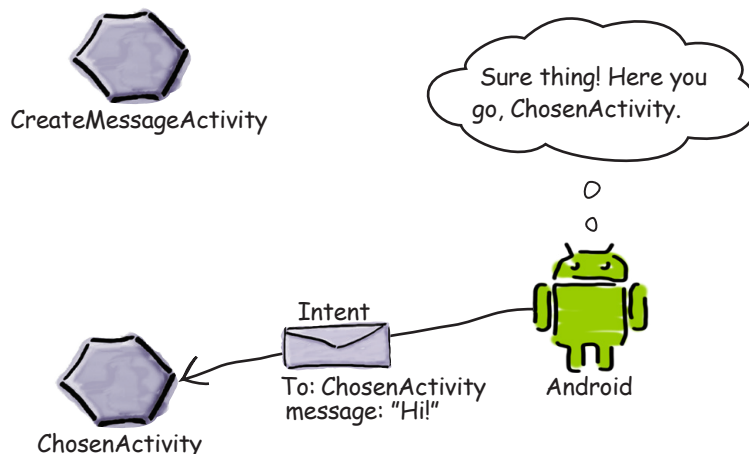 CreateMessageActivity
Sure thing! Here you
go, ChosenActivity.
Intent
To: ChosenActivity
message: "Hi!"
Android
ChosenActivity